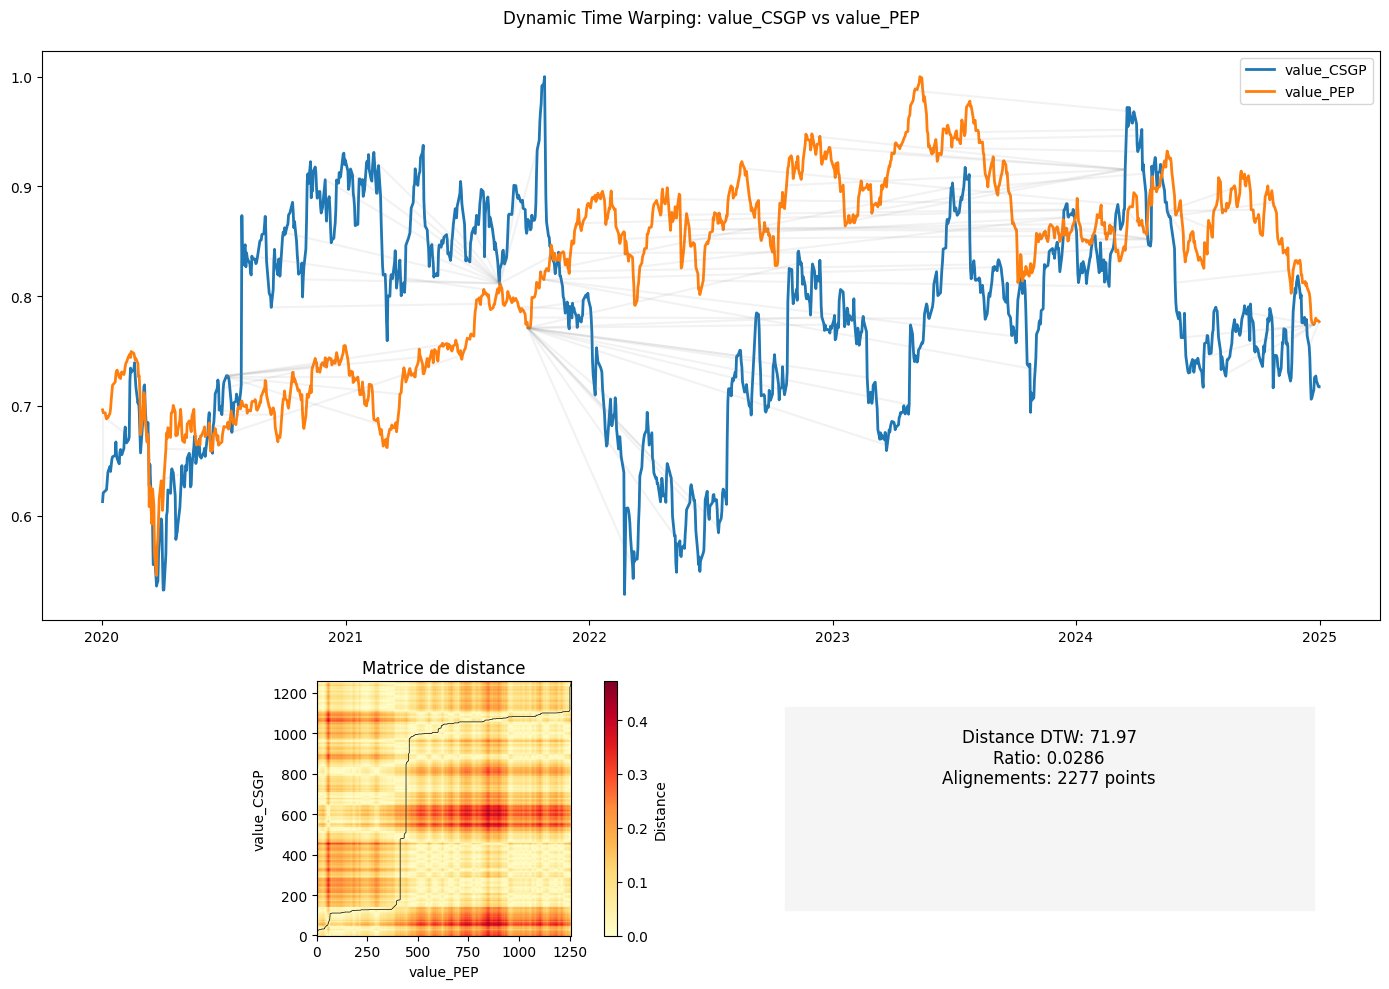 Dynamic Time Warping: value_CSGP vs value_PEP
value_CSGP
value_PEP
1.0
0.9
0.8
0.7
0.6
2020
2021
2022
2023
2024
2025
Matrice de distance
value_CSGP
1200
1000
800
600
400
200
0
0
250
500
750
1000
1250
value_PEP
0.4
0.3
0.2
0.1
0.0
Distance
Distance DTW: 71.97
Ratio: 0.0286
Alignements: 2277 points